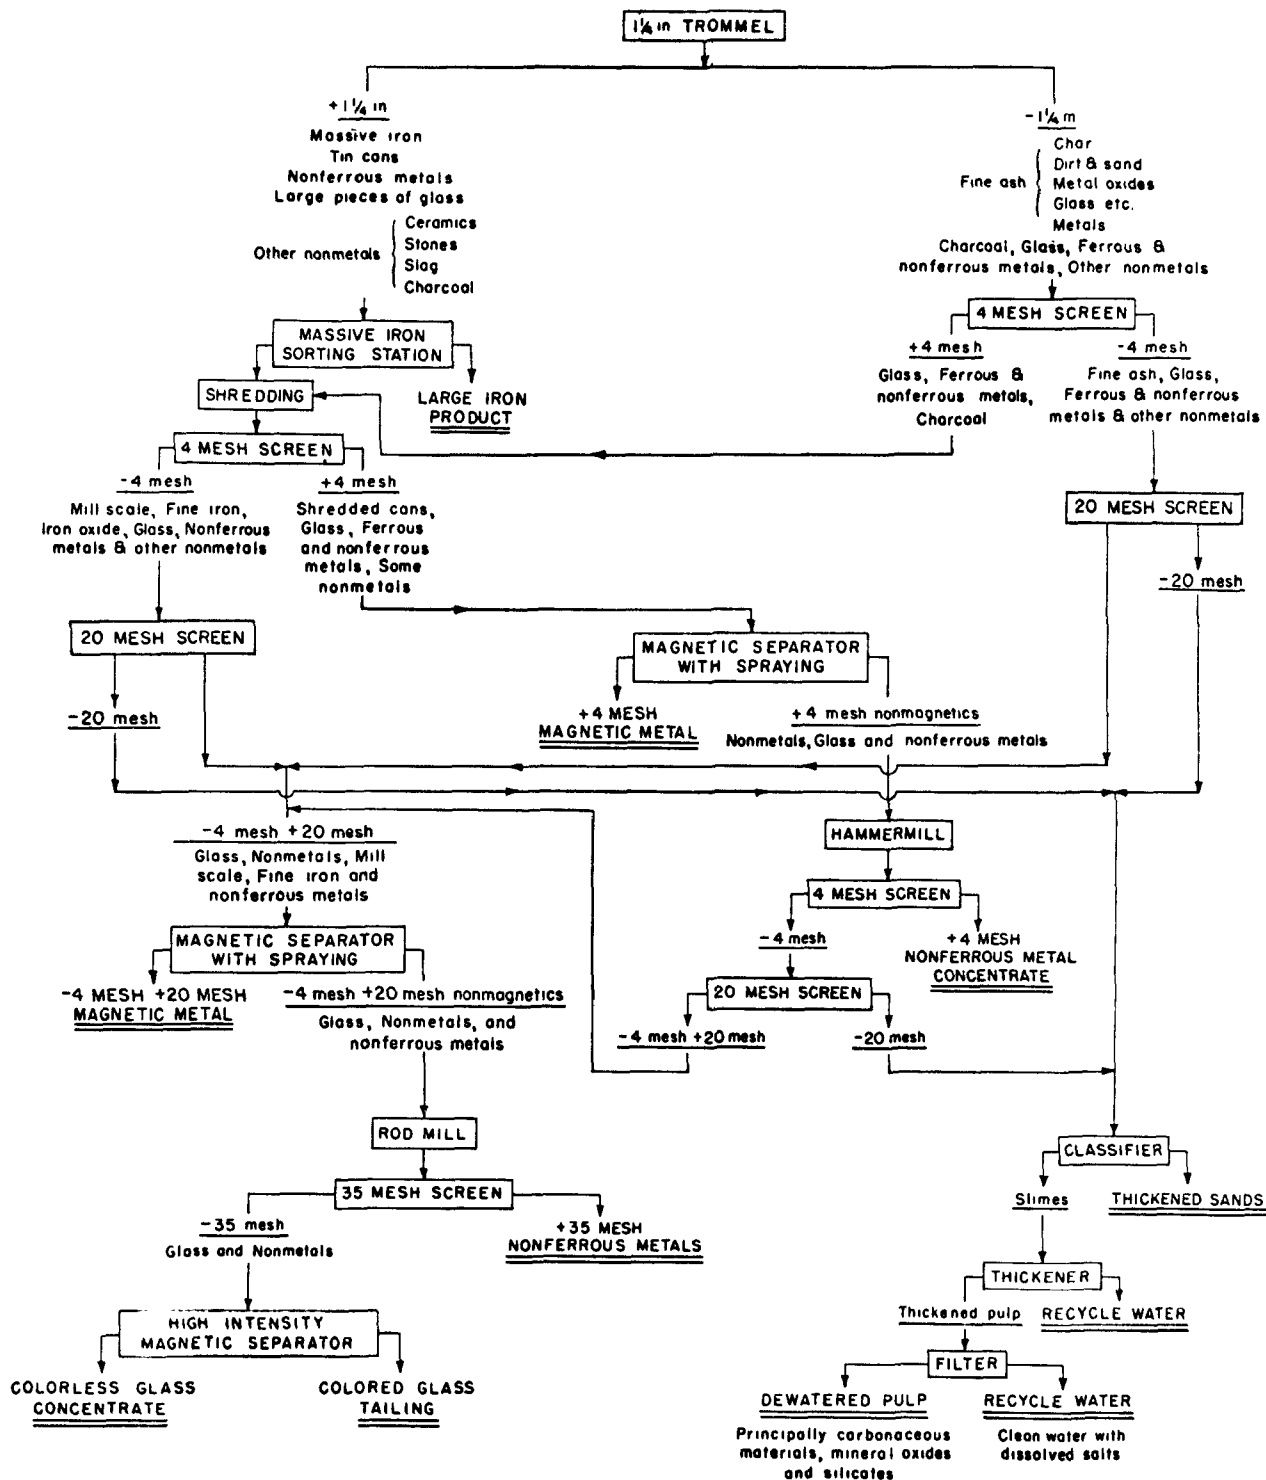 1¼ in TROMMEL
+1¼ in
Massive iron
Tin cans
Nonferrous metals
Large pieces of glass
Other nonmetals
Ceramics
Stones
Slag
Charcoal
-1¼ m
Fine ash
Char
Dirt & sand
Metal oxides
Glass etc.
Metals
Charcoal, Glass, Ferrous &
nonferrous metals, Other nonmetals
4 MESH SCREEN
MASSIVE IRON
SORTING STATION
LARGE IRON
PRODUCT
SHREDDING
+4 mesh
Glass, Ferrous &
nonferrous metals,
Charcoal
-4 mesh
Fine ash, Glass,
Ferrous & nonferrous
metals & other nonmetals
4 MESH SCREEN
-4 mesh
Mill scale, Fine iron,
Iron oxide, Glass, Nonferrous
metals & other nonmetals
+4 mesh
Shredded cans,
Glass, Ferrous
and nonferrous
metals, Some
nonmetals
20 MESH SCREEN
-20 mesh
20 MESH SCREEN
-20 mesh
MAGNETIC SEPARATOR
WITH SPRAYING
+4 MESH
MAGNETIC METAL
+4 mesh nonmagnetics
Nonmetals, Glass and nonferrous metals
-4 mesh +20 mesh
Glass, Nonmetals, Mill
scale, Fine iron and
nonferrous metals
HAMMERMILL
4 MESH SCREEN
-4 mesh
+4 MESH
NONFERROUS METAL
CONCENTRATE
MAGNETIC SEPARATOR
WITH SPRAYING
-4 MESH +20 MESH
MAGNETIC METAL
-4 mesh +20 mesh nonmagnetics
Glass, Nonmetals, and
nonferrous metals
20 MESH SCREEN
-4 mesh +20 mesh
-20 mesh
ROD MILL
35 MESH SCREEN
-35 mesh
Glass and Nonmetals
+35 MESH
NONFERROUS METALS
CLASSIFIER
Slimes
THICKENED SANDS
THICKENER
Thickened pulp
RECYCLE WATER
HIGH INTENSITY
MAGNETIC SEPARATOR
COLORLESS GLASS
CONCENTRATE
COLORED GLASS
TAILING
FILTER
DEWATERED PULP
Principally carbonaceous
materials, mineral oxides
and silicates
RECYCLE WATER
Clean water with
dissolved salts